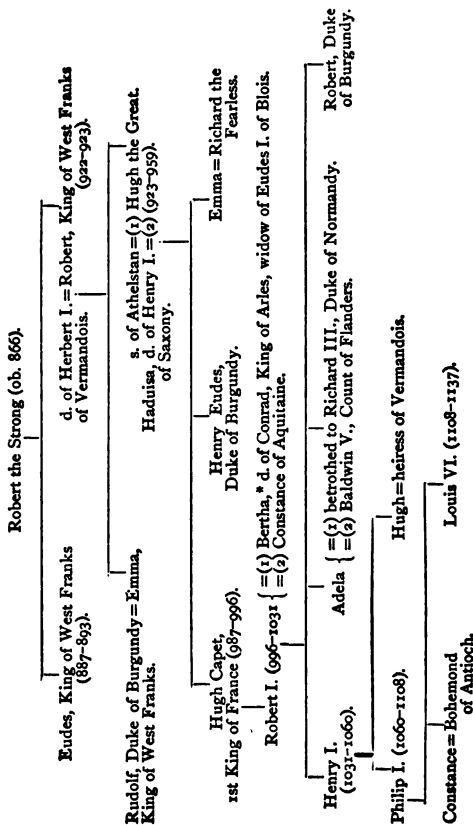 Robert the Strong (ob. 866).
Eudes, King of West Franks
(887-893).
d. of Herbert I. = Robert, King of West Franks
of Vermandois. (922-923)
Rudolf, Duke of Burgundy = Emma,
King of West Franks.
s. of Athelstan = (1) Hugh the Great.
Haduisa, d. of Henry I. = (2) (923-959).
of Saxony.
Hugh Capet,
1st King of France (987-996).
Henry Eudes,
Duke of Burgundy.
Emma = Richard the
Fearless.
Robert I. (996-1031 { =(1) Bertha,* d. of Conrad, King of Arles, widow of Eudes I. of Blois.
=(2) Constance of Aquitaine.
Henry I.
(1031-1060).
Adela { =(1) betrothed to Richard III., Duke of Normandy.
=(2) Baldwin V., Count of Flanders.
Robert, Duke
of Burgundy.
Philip I. (1060-1108).
Hugh = heiress of Vermandois.
Constance = Bohemond
of Antioch.
Louis VI. (1108-1137).